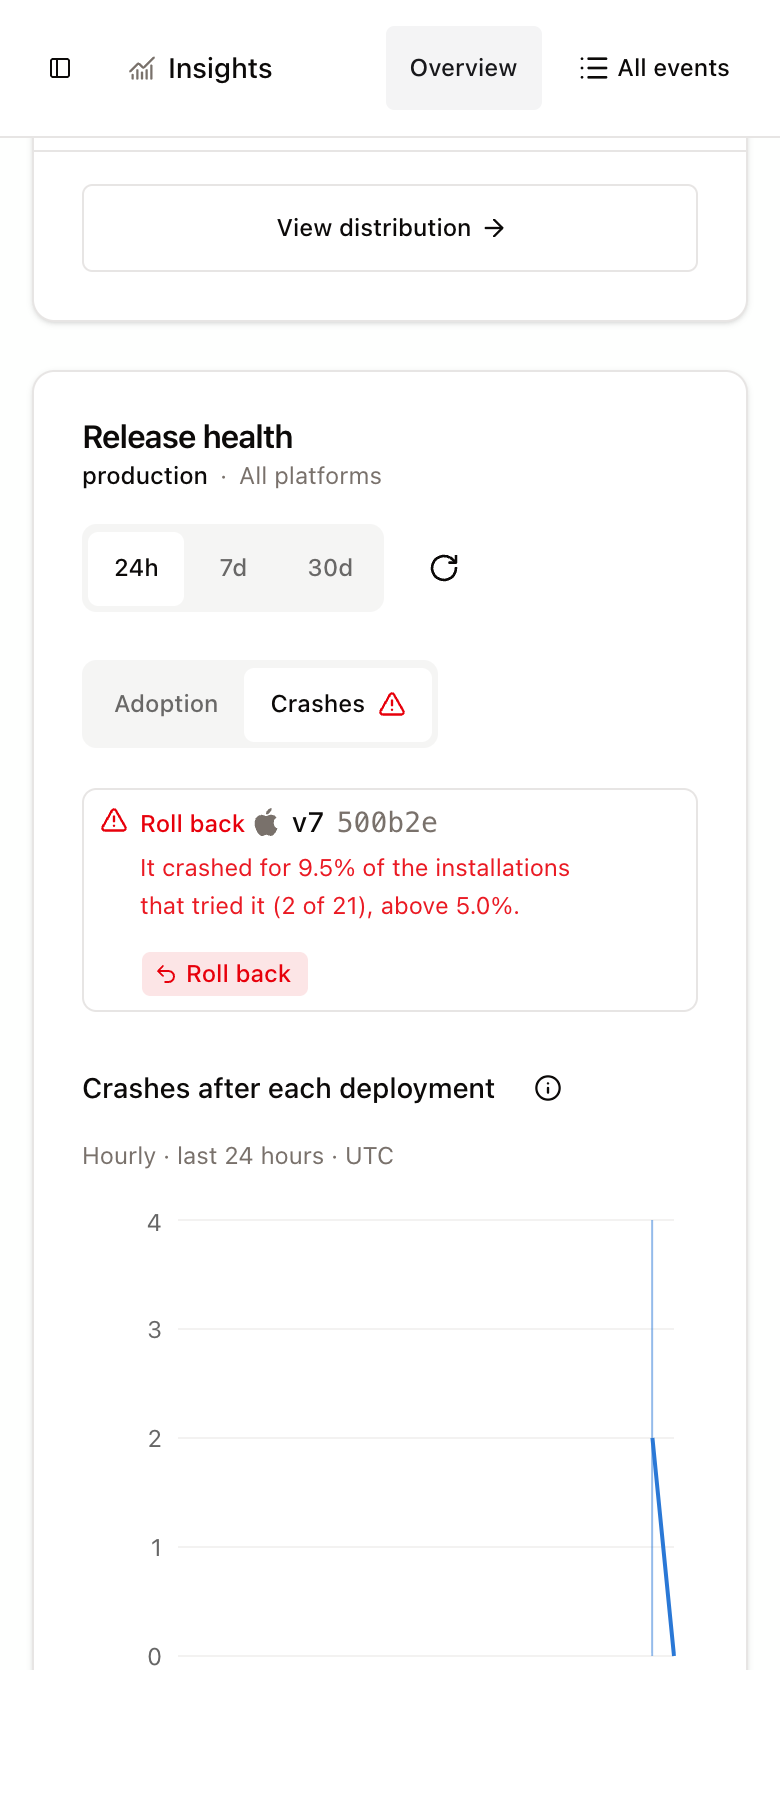 Insights
Overview
All events
View distribution →
Release health
production · All platforms
24h
7d
30d
Adoption
Crashes
Roll back v7 500b2e
It crashed for 9.5% of the installations
that tried it (2 of 21), above 5.0%.
Roll back
Crashes after each deployment
Hourly · last 24 hours · UTC
4
3
2
1
0